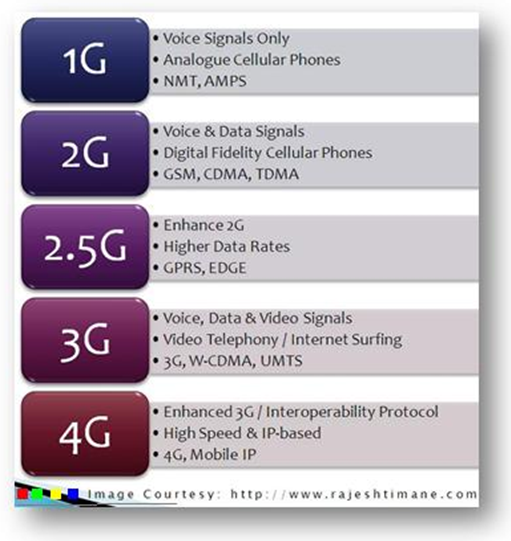 1G
• Voice Signals Only
• Analogue Cellular Phones
• NMT, AMPS
2G
• Voice & Data Signals
• Digital Fidelity Cellular Phones
• GSM, CDMA, TDMA
2.5G
• Enhance 2G
• Higher Data Rates
• GPRS, EDGE
3G
• Voice, Data & Video Signals
• Video Telephony / Internet Surfing
• 3G, W-CDMA, UMTS
4G
• Enhanced 3G / Interoperability Protocol
• High Speed & IP-based
• 4G, Mobile IP
Image Courtesy: http://www.rajeshtimane.com